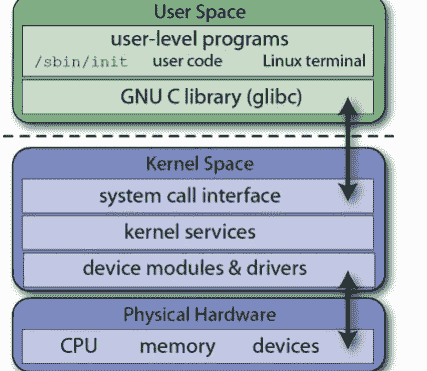 User Space
user-level programs
/sbin/init user code Linux terminal
GNU C library (glibc)
Kernel Space
system call interface
kernel services
device modules & drivers
Physical Hardware
CPU memory devices